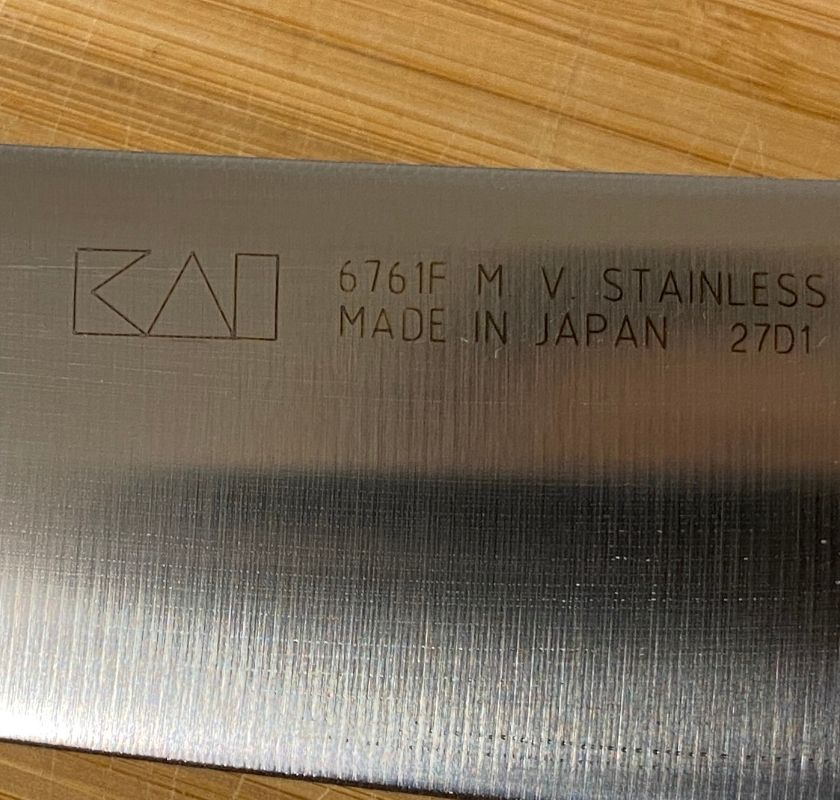 KAI
6761F M. V. STAINLESS
MADE IN JAPAN 27D1